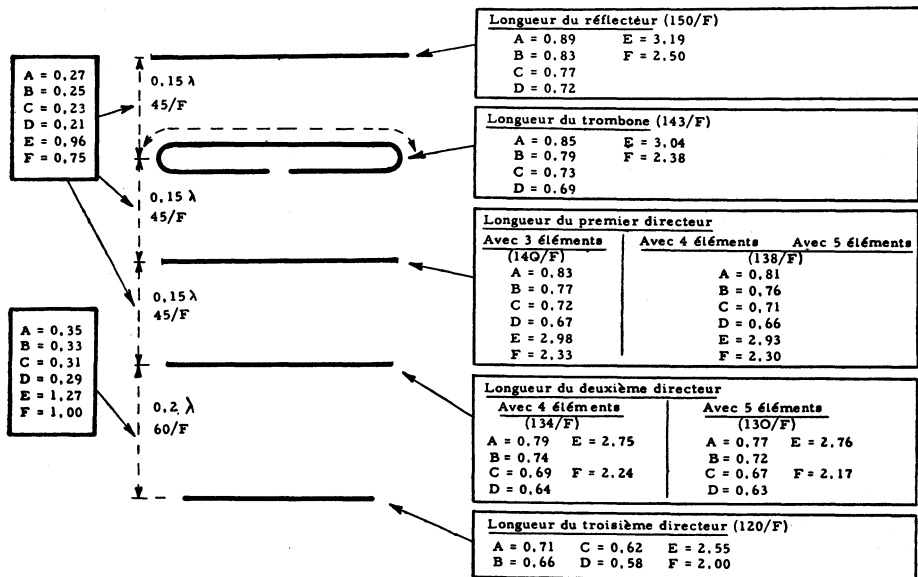 Longueur du réflectéur (150/F)
A = 0,89 E = 3.19
B = 0,83 F = 2.50
C = 0,77
D = 0,72
A = 0,27
B = 0,25
C = 0,23
D = 0,21
E = 0,96
F = 0,75
0,15 λ
45/F
Longueur du trombone (143/F)
A = 0,85 E = 3.04
B = 0,79 F = 2.38
C = 0,73
D = 0,69
0,15 λ
45/F
Longueur du premier directeur
Avec 3 éléments Avec 4 éléments Avec 5 éléments
(140/F) (138/F)
A = 0,83 A = 0,81
B = 0,77 B = 0,76
C = 0,72 C = 0,71
D = 0,67 D = 0,66
E = 2,98 E = 2,93
F = 2,33 F = 2,30
0,15 λ
45/F
A = 0,35
B = 0,33
C = 0,31
D = 0,29
E = 1,27
F = 1,00
0,2 λ
60/F
Longueur du deuxième directeur
Avec 4 éléments Avec 5 éléments
(134/F) (130/F)
A = 0,79 E = 2,75 A = 0,77 E = 2,76
B = 0,74 B = 0,72
C = 0,69 F = 2,24 C = 0,67 F = 2,17
D = 0,64 D = 0,63
Longueur du troisième directeur (120/F)
A = 0,71 C = 0,62 E = 2,55
B = 0,66 D = 0,58 F = 2,00